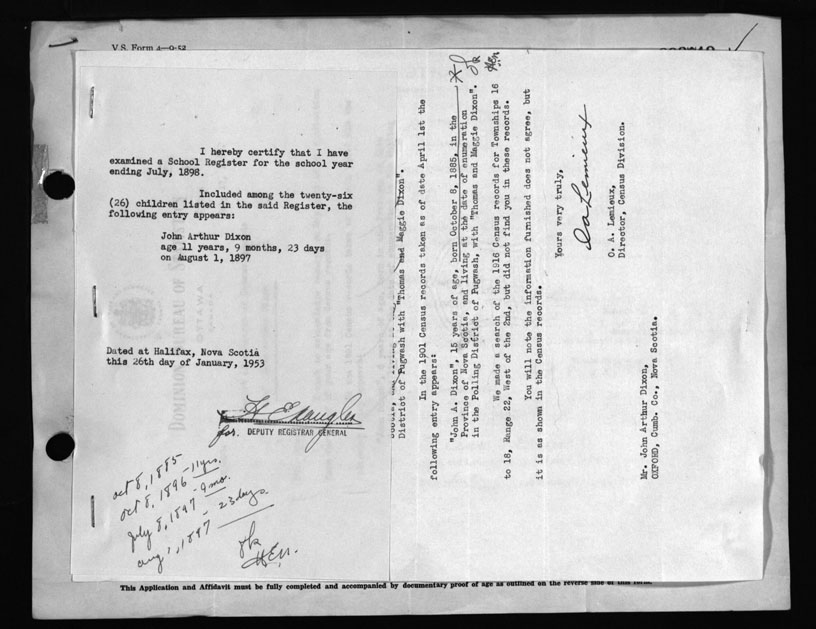 V.S. Form 4—9-52
I hereby certify that I have
examined a School Register for the school year
ending July, 1898.
Included among the twenty-six
(26) children listed in the said Register, the
following entry appears:
John Arthur Dixon
age 11 years, 9 months, 23 days
on August 1, 1897
Dated at Halifax, Nova Scotia
this 26th day of January, 1953
for. DEPUTY REGISTRAR GENERAL
oct 8, 1885
oct 8, 1896 - 11 yrs.
July 8, 1897 - 9 mo.
aug 1, 1897 - 23 days.
District of Pugwash with "Thomas and Maggie Dixon".
In the 1901 Census records taken as of date April 1st the
following entry appears:
"John A. Dixon", 15 years of age, born October 8, 1885, in the
Province of Nova Scotia, and living at the date of enumeration
in the Polling District of Pugwash, with "Thomas and Maggie Dixon".
We made a search of the 1916 Census records for Townships 16
to 18, Range 22, West of the 2nd, but did not find you in these records.
You will note the information furnished does not agree, but
it is as shown in the Census records.
Yours very truly,
C A Lemieux
C. A. Lemieux,
Director, Census Division.
Mr. John Arthur Dixon,
OXFORD, Cumb. Co., Nova Scotia.
DOMINION BUREAU OF
OTTAWA
This Application and Affidavit must be fully completed and accompanied by documentary proof of age as outlined on the reverse side of this form.